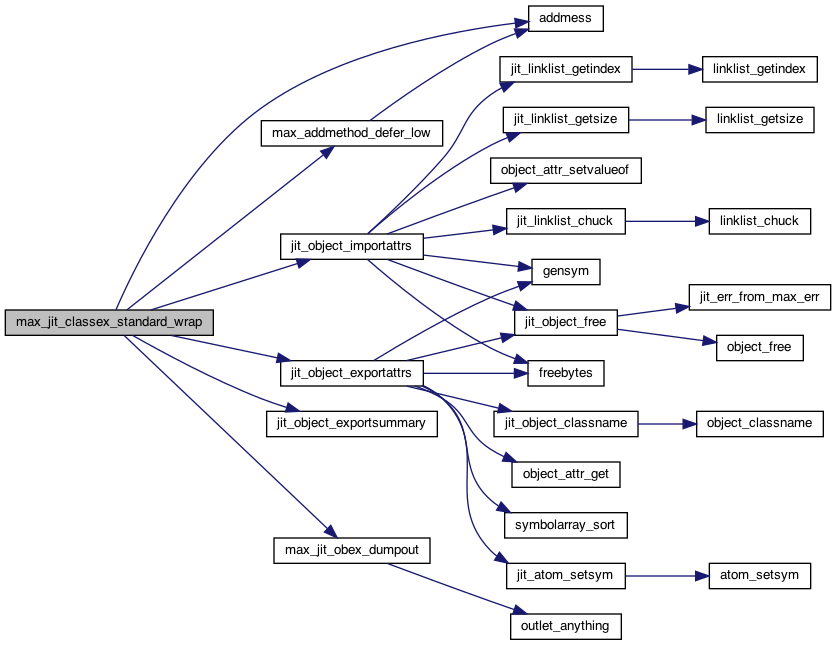 addmess
jit_linklist_getindex
linklist_getindex
jit_linklist_getsize
linklist_getsize
max_addmethod_defer_low
object_attr_setvalueof
jit_linklist_chuck
linklist_chuck
jit_object_importattrs
gensym
jit_err_from_max_err
max_jit_classex_standard_wrap
jit_object_free
object_free
jit_object_exportattrs
freebytes
jit_object_exportsummary
jit_object_classname
object_classname
object_attr_get
symbolarray_sort
max_jit_obex_dumpout
jit_atom_setsym
atom_setsym
outlet_anything